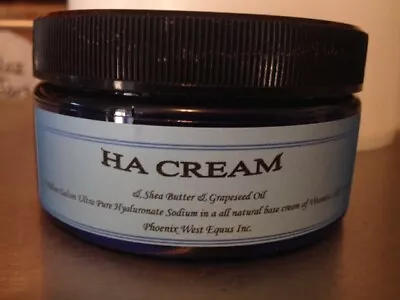 HA CREAM
& Shea Butter & Grapeseed Oil
Ultra Pure Hyaluronate Sodium in a all natural base cream of
Phoenix West Equus Inc.